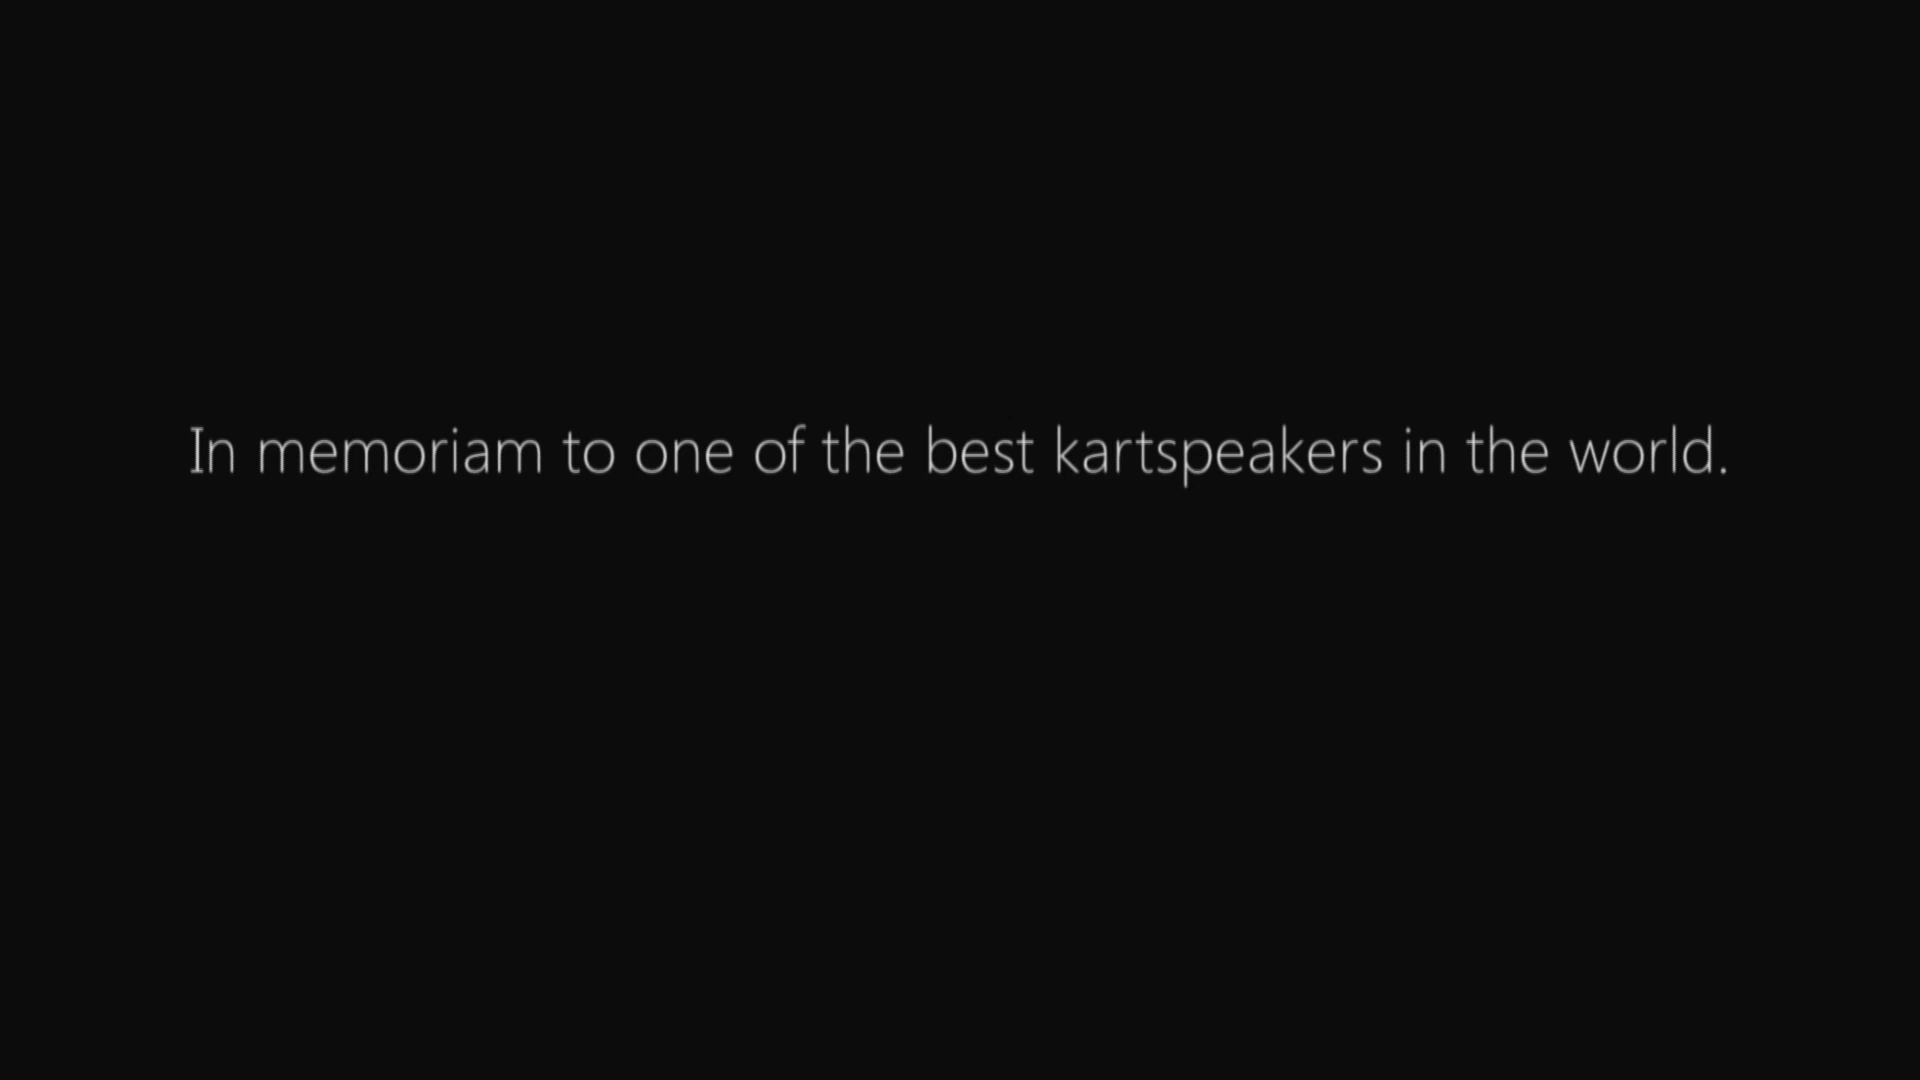 In memoriam to one of the best kartspeakers in the world.